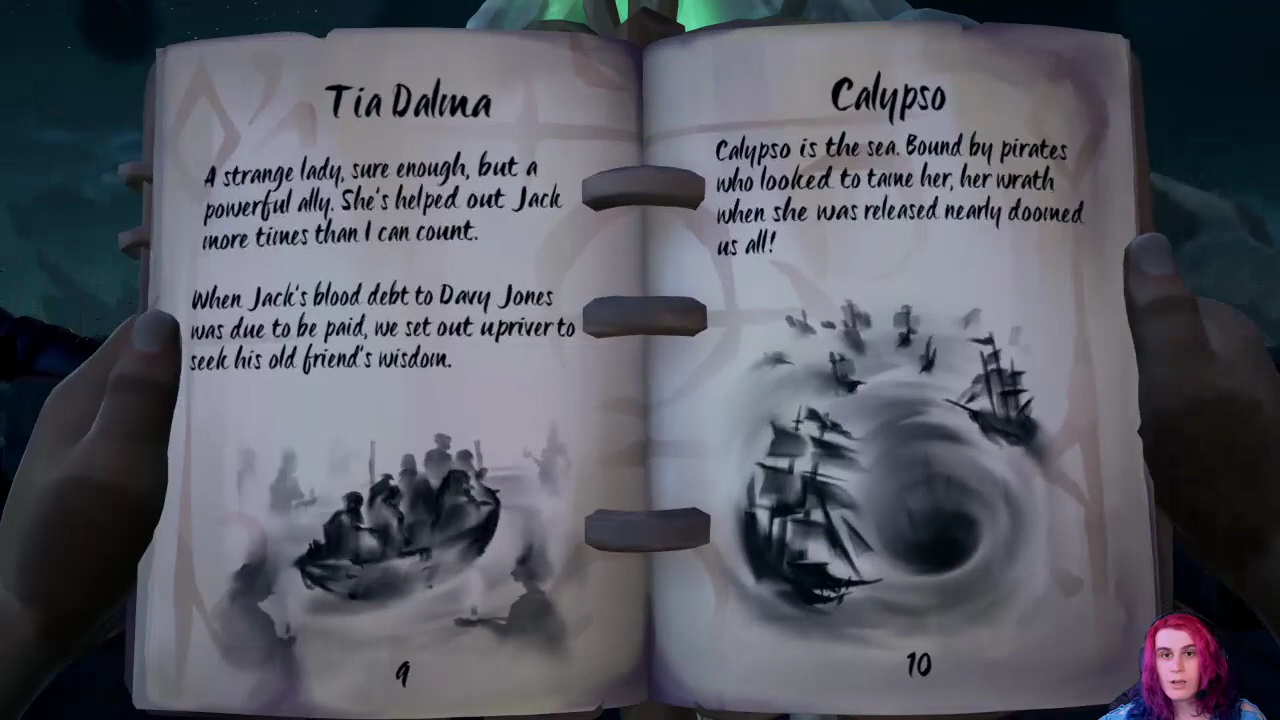 Tia Dalma
A strange lady, sure enough, but a
powerful ally. She's helped out Jack
more times than I can count.
When Jack's blood debt to Davy Jones
was due to be paid, we set out upriver to
seek his old friend's wisdom.
9
Calypso
Calypso is the sea. Bound by pirates
who looked to tame her, her wrath
when she was released nearly doomed
us all!
10